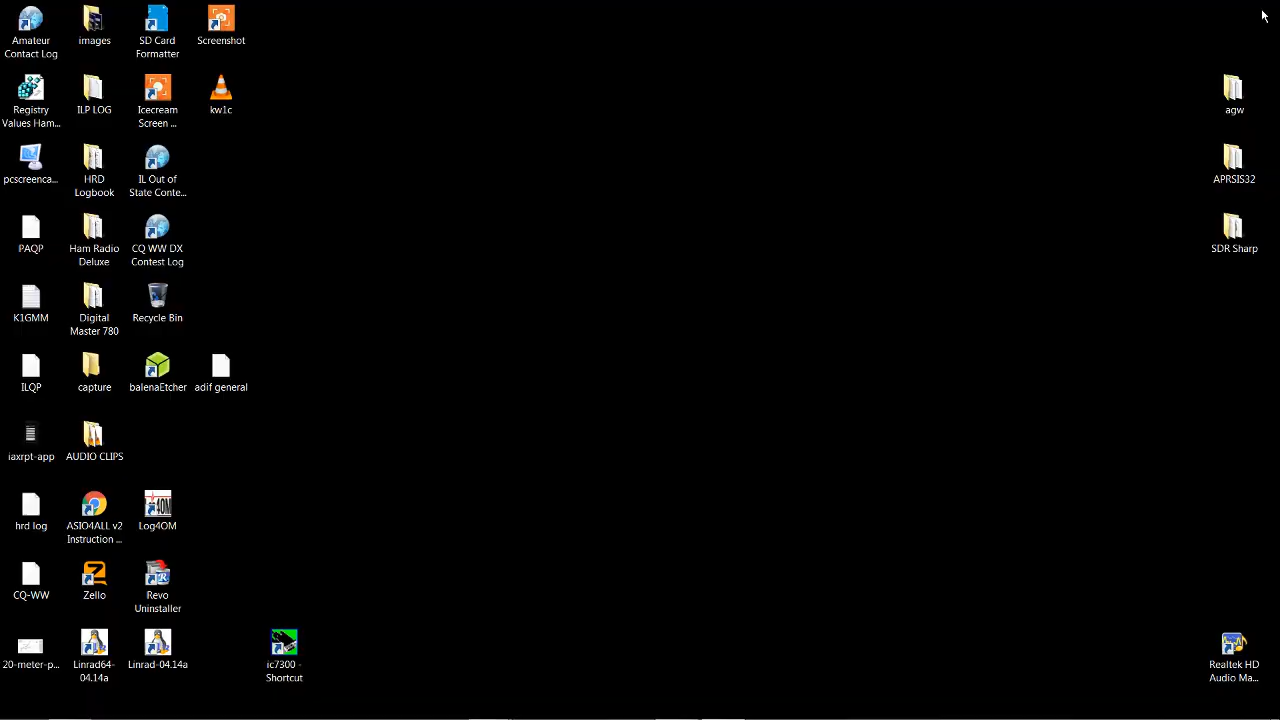 Amateur
Contact Log
images
SD Card
Formatter
Screenshot
Registry
Values Ham...
ILP LOG
Icecream
Screen ...
kw1c
agw
pcscreenca...
HRD
Logbook
IL Out of
State Conte...
APRSIS32
PAQP
Ham Radio
Deluxe
CQ WW DX
Contest Log
SDR Sharp
K1GMM
Digital
Master 780
Recycle Bin
ILQP
capture
balenaEtcher
adif general
iaxrpt-app
AUDIO CLIPS
hrd log
ASIO4ALL v2
Instruction ...
Log4OM
CQ-WW
Zello
Revo
Uninstaller
20-meter-p...
Linrad64-
04.14a
Linrad-04.14a
ic7300 -
Shortcut
Realtek HD
Audio Ma...